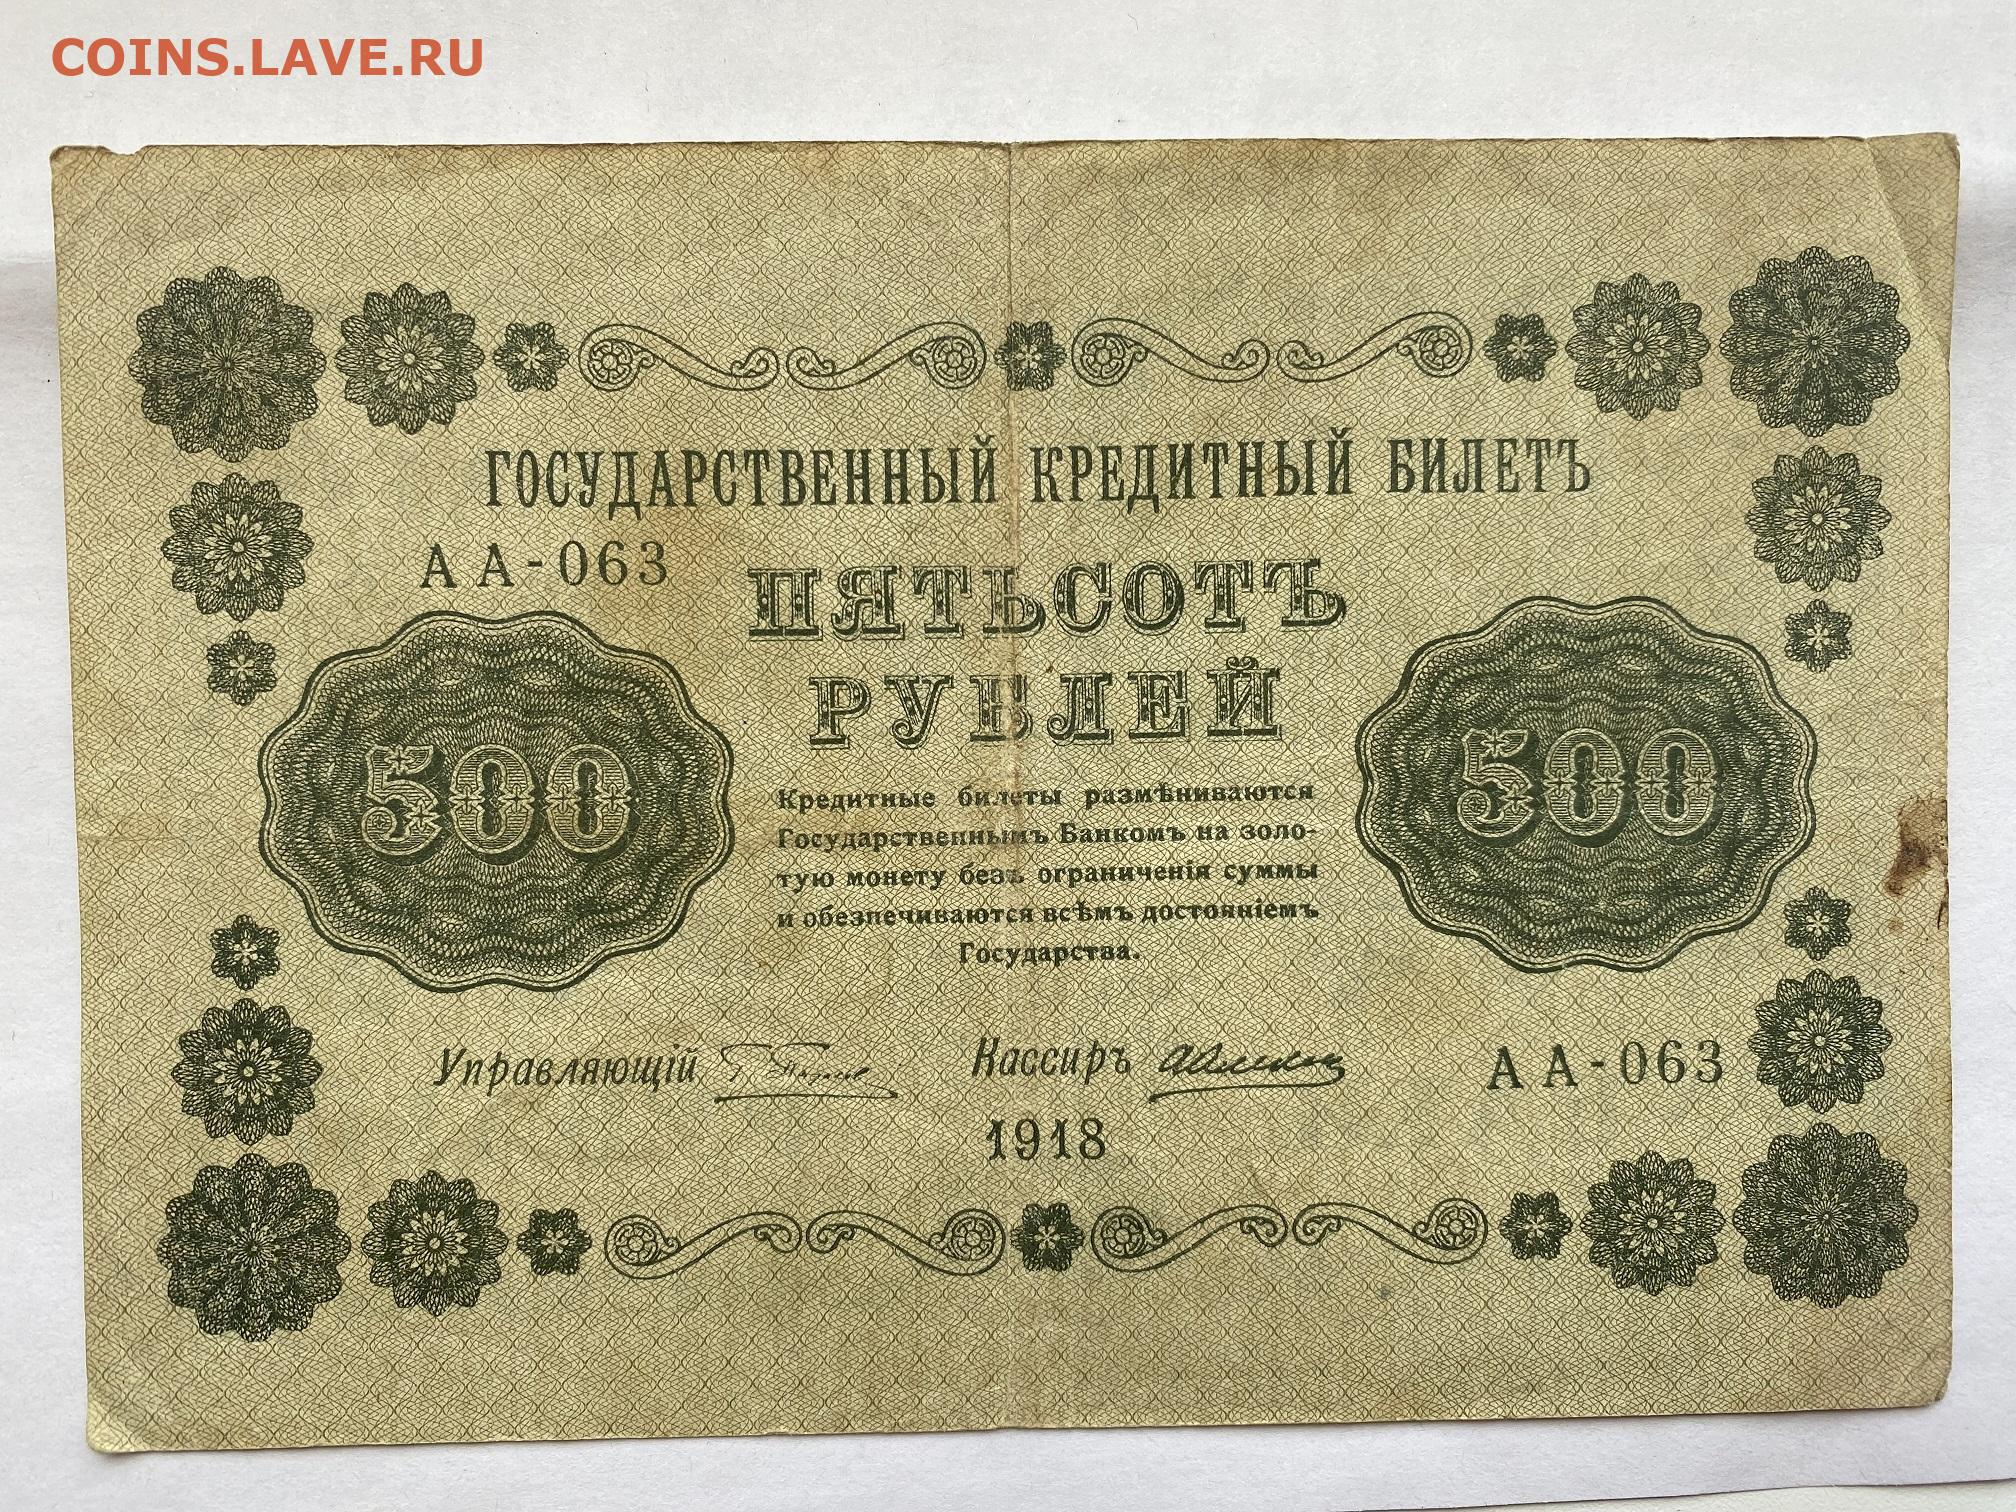 COINS.LAVE.RU
ГОСУДАРСТВЕННЫЙ КРЕДИТНЫЙ БИЛЕТЪ
АА-063
ПЯТЬСОТЪ
РУБЛЕЙ
500
500
Кредитные билеты размѣниваются
Государственнымъ Банкомъ на золо-
тую монету безъ ограниченія суммы
и обезпечиваются всѣмъ достояніемъ
Государства.
Управляющій
Кассиръ
АА-063
1918